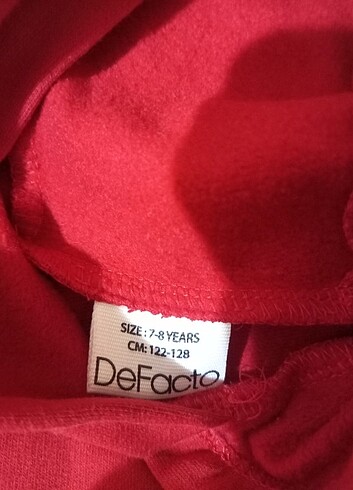 SIZE : 7-8 YEARS
CM: 122-128
DeFacto